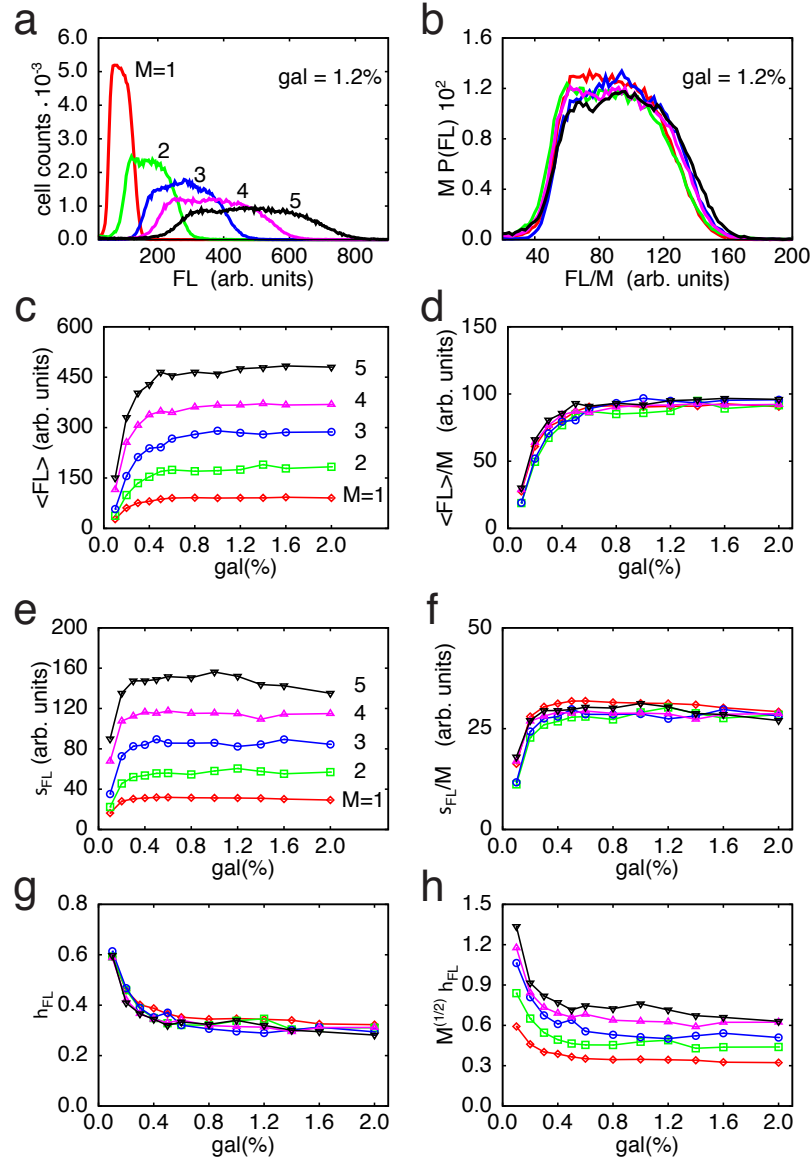 a
cell counts · 10⁻³
6.0
5.0
4.0
3.0
2.0
1.0
0.0
M=1
2
3
4
5
gal = 1.2%
200 400 600 800
FL (arb. units)
b
M P(FL) 10²
1.6
1.2
0.8
0.4
0.0
gal = 1.2%
40 80 120 160 200
FL/M (arb. units)
c
<FL> (arb. units)
600
450
300
150
0
5
4
3
2
M=1
0.0 0.4 0.8 1.2 1.6 2.0
gal(%)
d
<FL>/M (arb. units)
150
100
50
0
0.0 0.4 0.8 1.2 1.6 2.0
gal(%)
e
s_FL (arb. units)
200
160
120
80
40
0
5
4
3
2
M=1
0.0 0.4 0.8 1.2 1.6 2.0
gal(%)
f
s_FL/M (arb. units)
50
25
0
0.0 0.4 0.8 1.2 1.6 2.0
gal(%)
g
h_FL
0.8
0.6
0.4
0.2
0.0
0.0 0.4 0.8 1.2 1.6 2.0
gal(%)
h
M^(1/2) h_FL
1.5
1.2
0.9
0.6
0.3
0.0
0.0 0.4 0.8 1.2 1.6 2.0
gal(%)